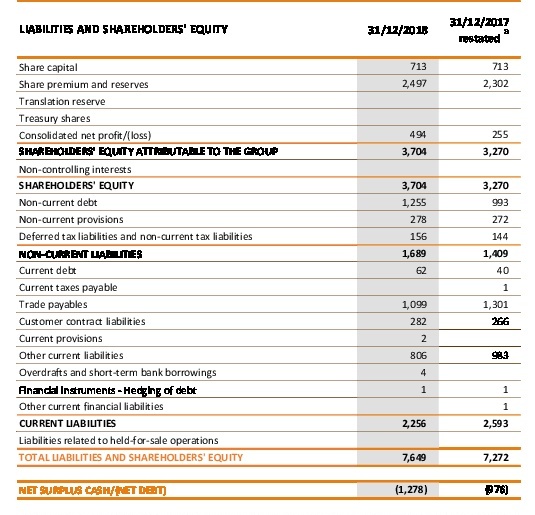 LIABILITIES AND SHAREHOLDERS' EQUITY 31/12/2018 31/12/2017 restated a
Share capital 713 713
Share premium and reserves 2,497 2,302
Translation reserve
Treasury shares
Consolidated net profit/(loss) 494 255
SHAREHOLDERS' EQUITY ATTRIBUTABLE TO THE GROUP 3,704 3,270
Non-controlling interests
SHAREHOLDERS' EQUITY 3,704 3,270
Non-current debt 1,255 993
Non-current provisions 278 272
Deferred tax liabilities and non-current tax liabilities 156 144
NON-CURRENT LIABILITIES 1,689 1,409
Current debt 62 40
Current taxes payable 1
Trade payables 1,099 1,301
Customer contract liabilities 282 266
Current provisions 2
Other current liabilities 806 983
Overdrafts and short-term bank borrowings 4
Financial Instruments - Hedging of debt 1 1
Other current financial liabilities 1
CURRENT LIABILITIES 2,256 2,593
Liabilities related to held-for-sale operations
TOTAL LIABILITIES AND SHAREHOLDERS' EQUITY 7,649 7,272
NET SURPLUS CASH/(NET DEBT) (1,278) (976)